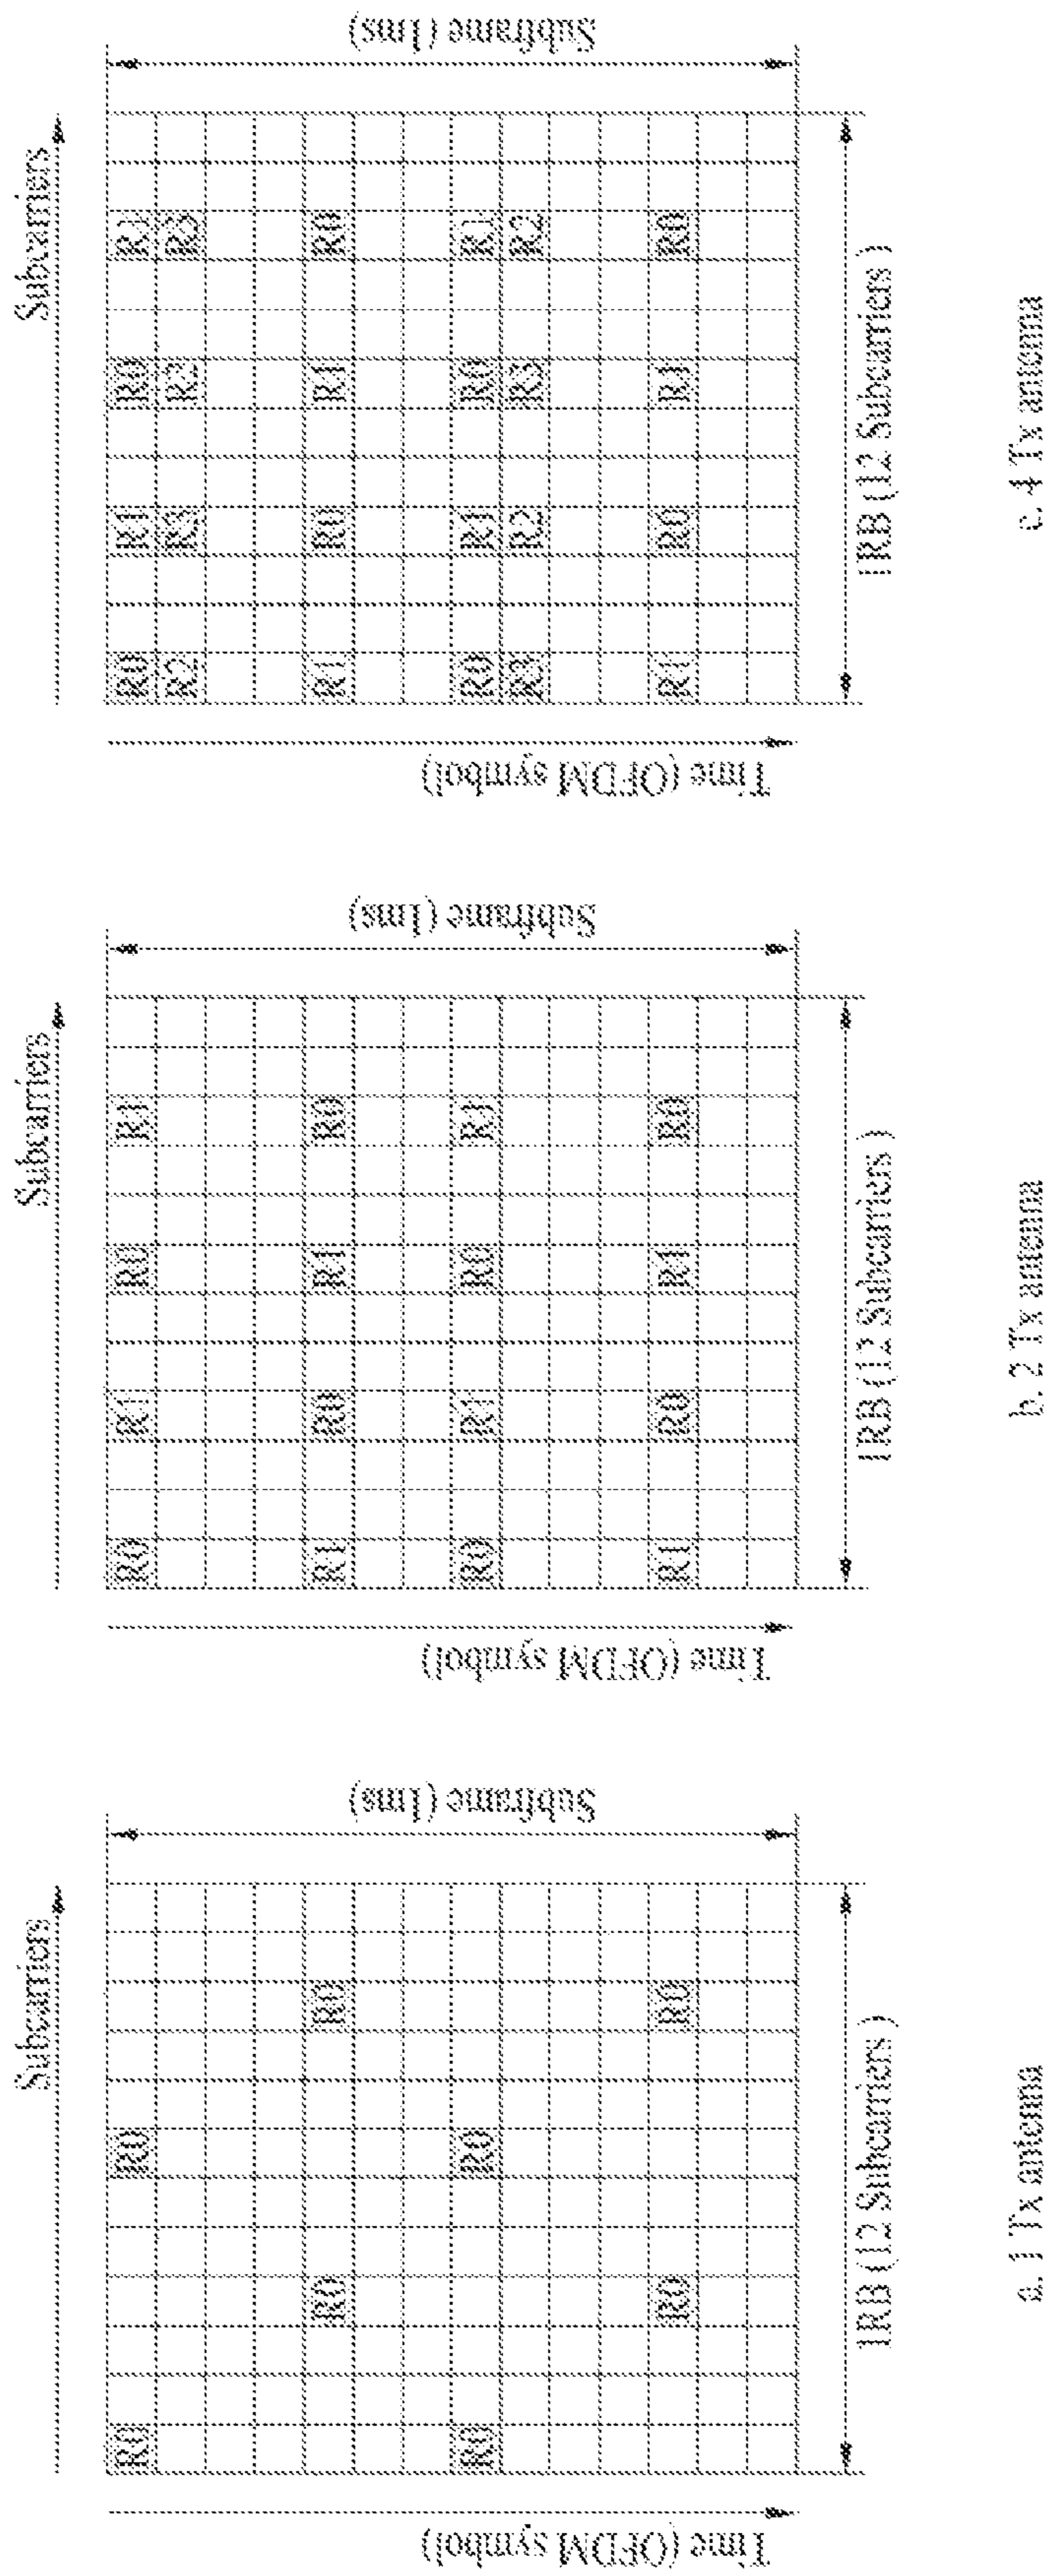 Subcarriers
Time (OFDM symbol)
R0 R0
R0 R0
R0 R0
R0 R0
Subframe (1ms)
1RB (12 Subcarriers )
a. 1 Tx antenna
Subcarriers
Time (OFDM symbol)
R0 R1 R0 R1
R1 R0 R1 R0
R0 R1 R0 R1
R1 R0 R1 R0
Subframe (1ms)
1RB (12 Subcarriers )
b. 2 Tx antenna
Subcarriers
Time (OFDM symbol)
R0 R1 R0 R1
R2 R3 R2 R3
R1 R0 R1 R0
R0 R1 R0 R1
R3 R2 R3 R2
R1 R0 R1 R0
Subframe (1ms)
1RB (12 Subcarriers )
c. 4 Tx antenna